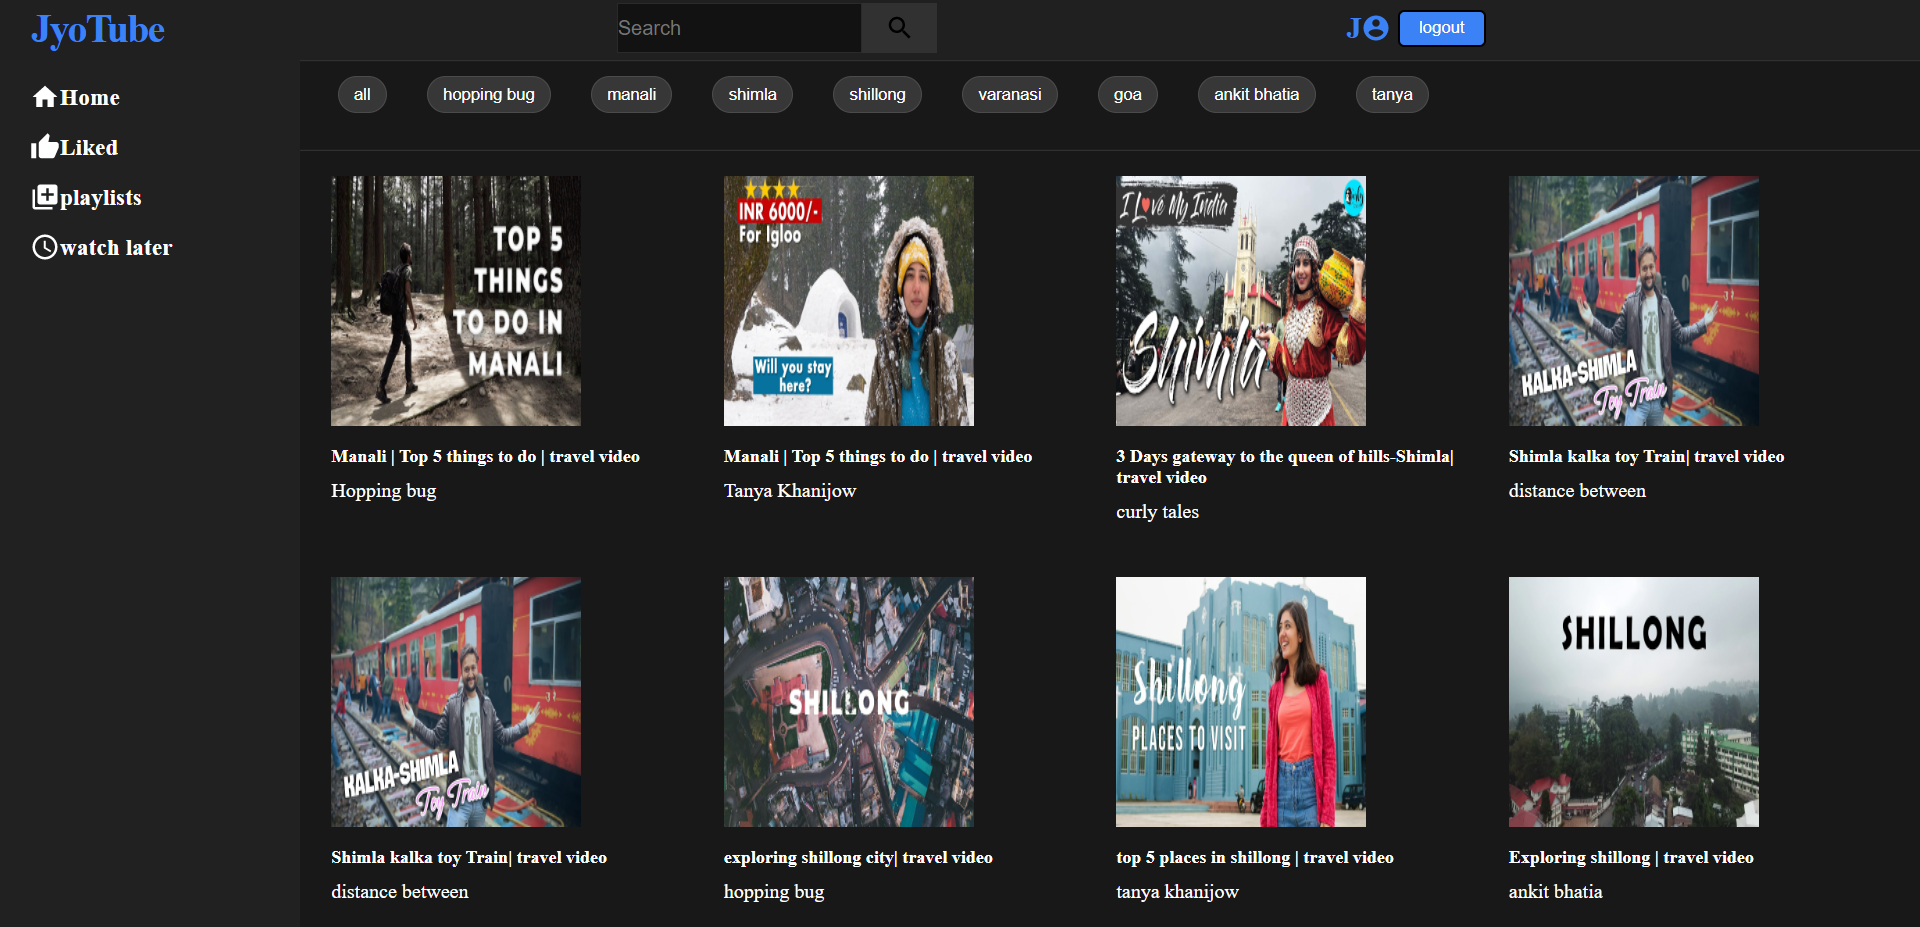 JyoTube
Search
J
logout
Home
Liked
playlists
watch later
all
hopping bug
manali
shimla
shillong
varanasi
goa
ankit bhatia
tanya
TOP 5
THINGS
TO DO IN
MANALI
INR 6000/-
For Igloo
Will you stay
here?
I Love My India
Shimla
KALKA-SHIMLA
Toy Train
Manali | Top 5 things to do | travel video
Hopping bug
Manali | Top 5 things to do | travel video
Tanya Khanijow
3 Days gateway to the queen of hills-Shimla|
travel video
curly tales
Shimla kalka toy Train| travel video
distance between
KALKA-SHIMLA
Toy Train
SHILLONG
Shillong
PLACES TO VISIT
SHILLONG
Shimla kalka toy Train| travel video
distance between
exploring shillong city| travel video
hopping bug
top 5 places in shillong | travel video
tanya khanijow
Exploring shillong | travel video
ankit bhatia